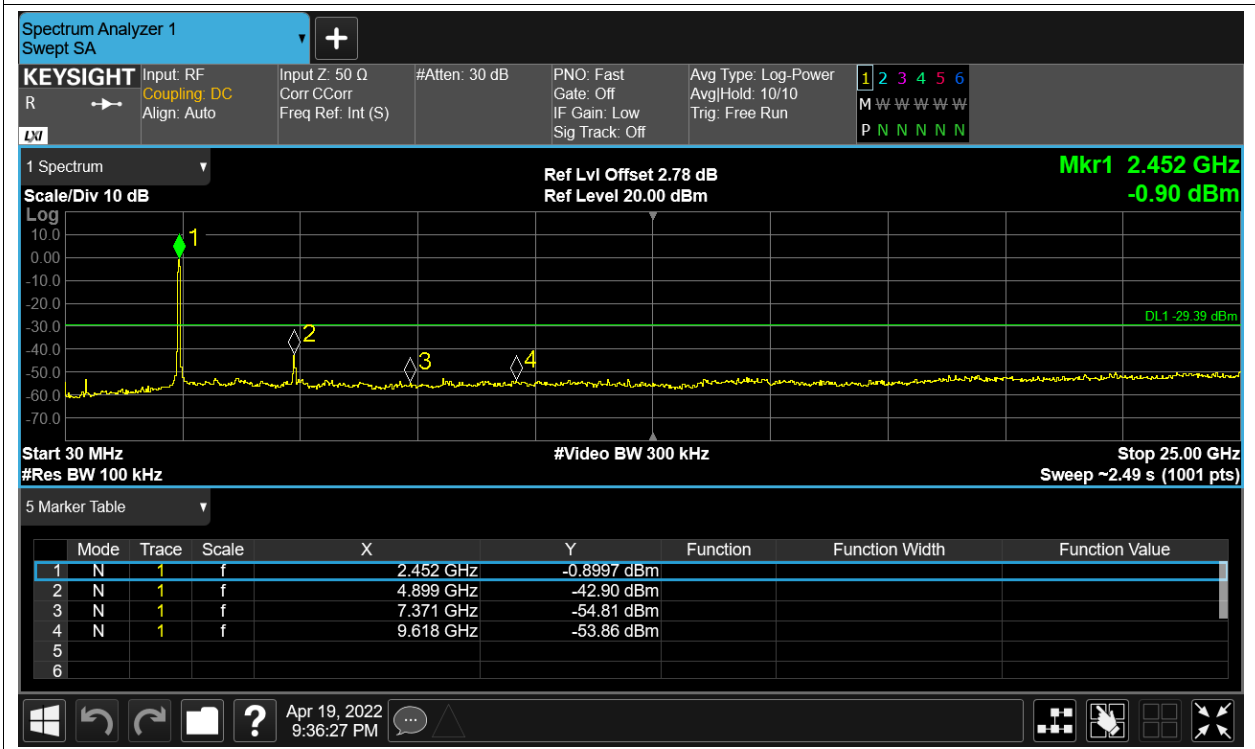 Spectrum Analyzer 1
Swept SA
+
KEYSIGHT Input: RF Input Z: 50 Ω #Atten: 30 dB PNO: Fast Avg Type: Log-Power 1 2 3 4 5 6
R Coupling: DC Corr CCorr Gate: Off Avg|Hold: 10/10 M W W W W W
Align: Auto Freq Ref: Int (S) IF Gain: Low Trig: Free Run
LXI Sig Track: Off P N N N N N
1 Spectrum Ref Lvl Offset 2.78 dB Mkr1 2.452 GHz
Scale/Div 10 dB Ref Level 20.00 dBm -0.90 dBm
Log
10.0 1
0.00
-10.0
-20.0
DL1 -29.39 dBm
-30.0 2
-40.0 3 4
-50.0
-60.0
-70.0
Start 30 MHz #Video BW 300 kHz Stop 25.00 GHz
#Res BW 100 kHz Sweep ~2.49 s (1001 pts)
5 Marker Table
Mode Trace Scale X Y Function Function Width Function Value
1 N 1 f 2.452 GHz -0.8997 dBm
2 N 1 f 4.899 GHz -42.90 dBm
3 N 1 f 7.371 GHz -54.81 dBm
4 N 1 f 9.618 GHz -53.86 dBm
5
6
? Apr 19, 2022
9:36:27 PM